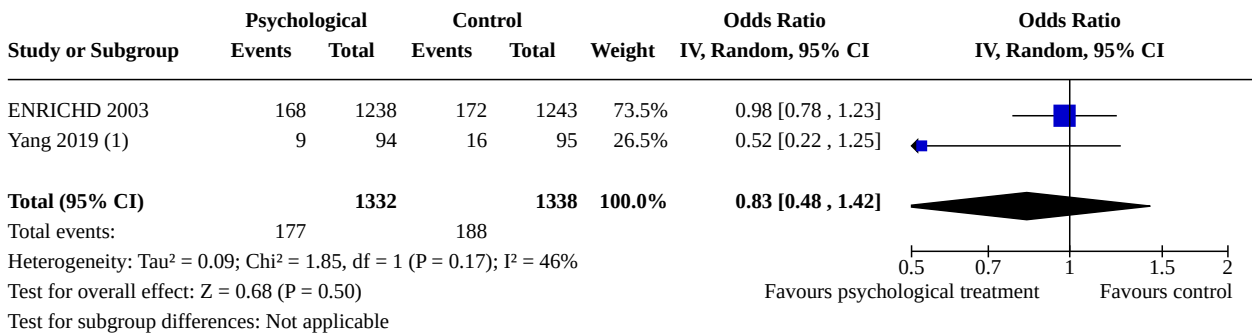 Psychological Control Odds Ratio Odds Ratio
Study or Subgroup Events Total Events Total Weight IV, Random, 95% CI IV, Random, 95% CI
ENRICHD 2003 168 1238 172 1243 73.5% 0.98 [0.78 , 1.23]
Yang 2019 (1) 9 94 16 95 26.5% 0.52 [0.22 , 1.25]
Total (95% CI) 1332 1338 100.0% 0.83 [0.48 , 1.42]
Total events: 177 188
Heterogeneity: Tau² = 0.09; Chi² = 1.85, df = 1 (P = 0.17); I² = 46%
0.5 0.7 1 1.5 2
Test for overall effect: Z = 0.68 (P = 0.50) Favours psychological treatment Favours control
Test for subgroup differences: Not applicable